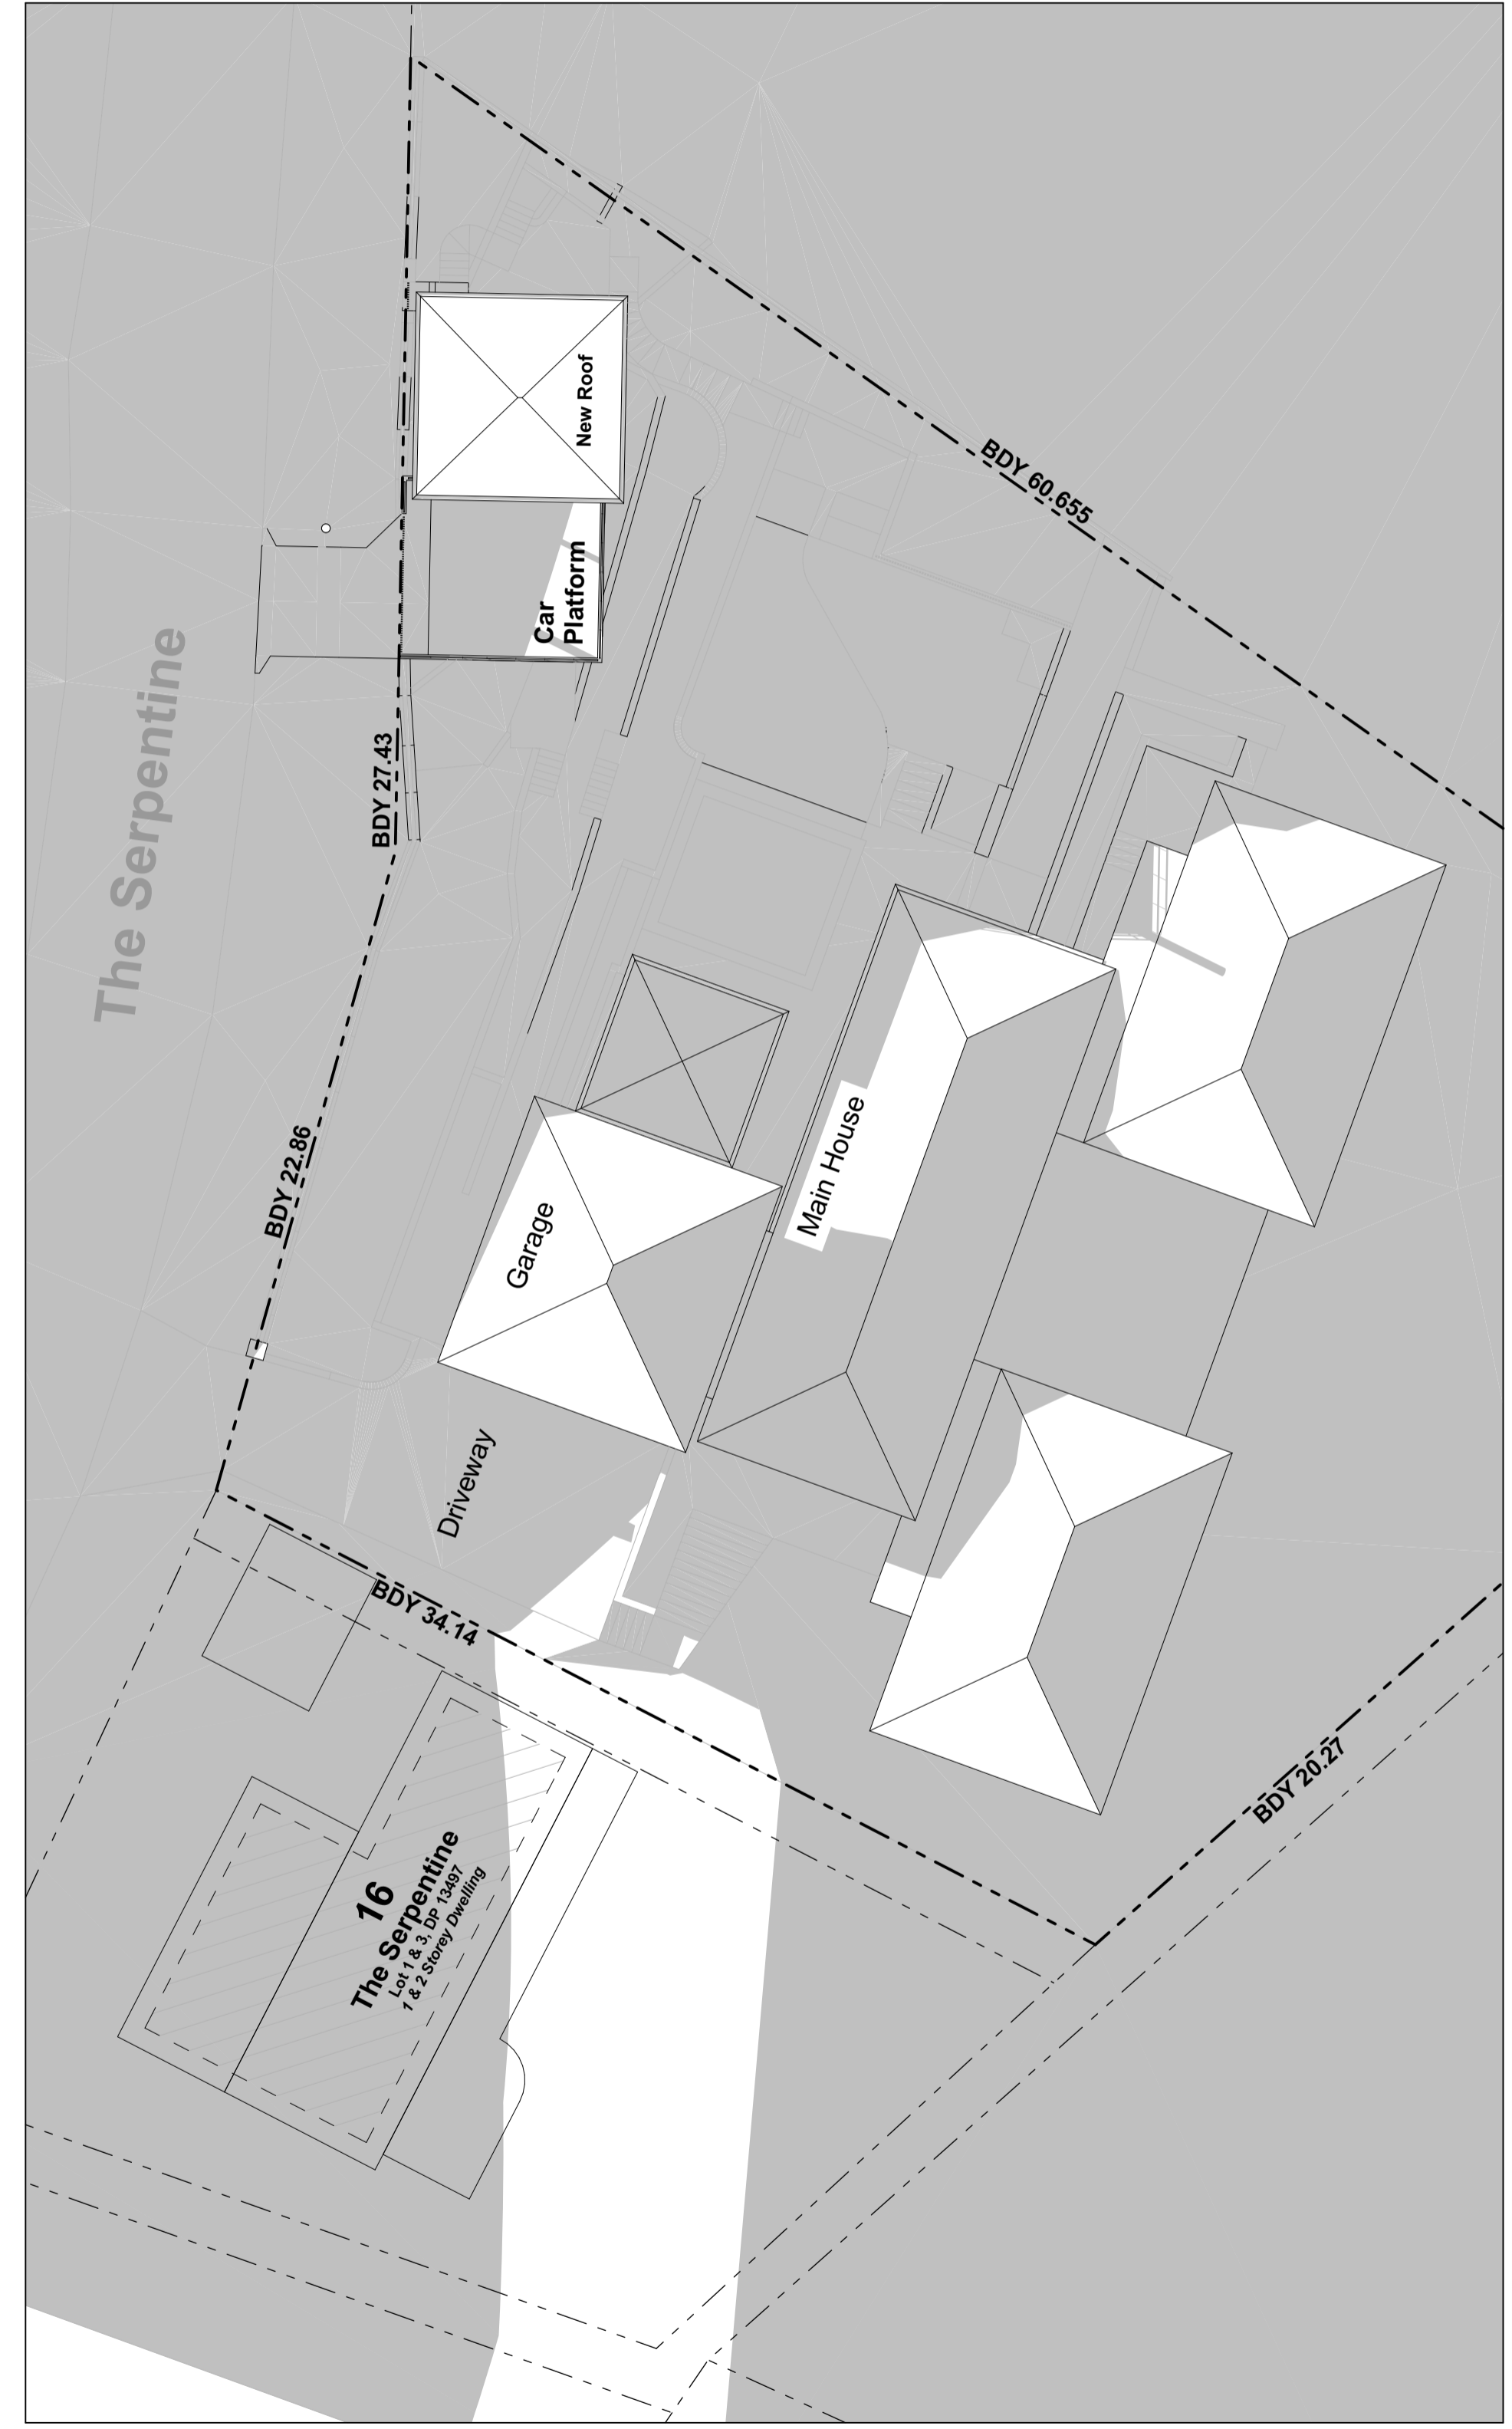 New Roof
BDY 60.655
Car
Platform
The Serpentine
BDY 27.43
BDY 22.86
Main House
Garage
Driveway
BDY 34.14
BDY 20.27
16
The Serpentine
Lot 1 & 3, DP 13497
1 & 2 Storey Dwelling